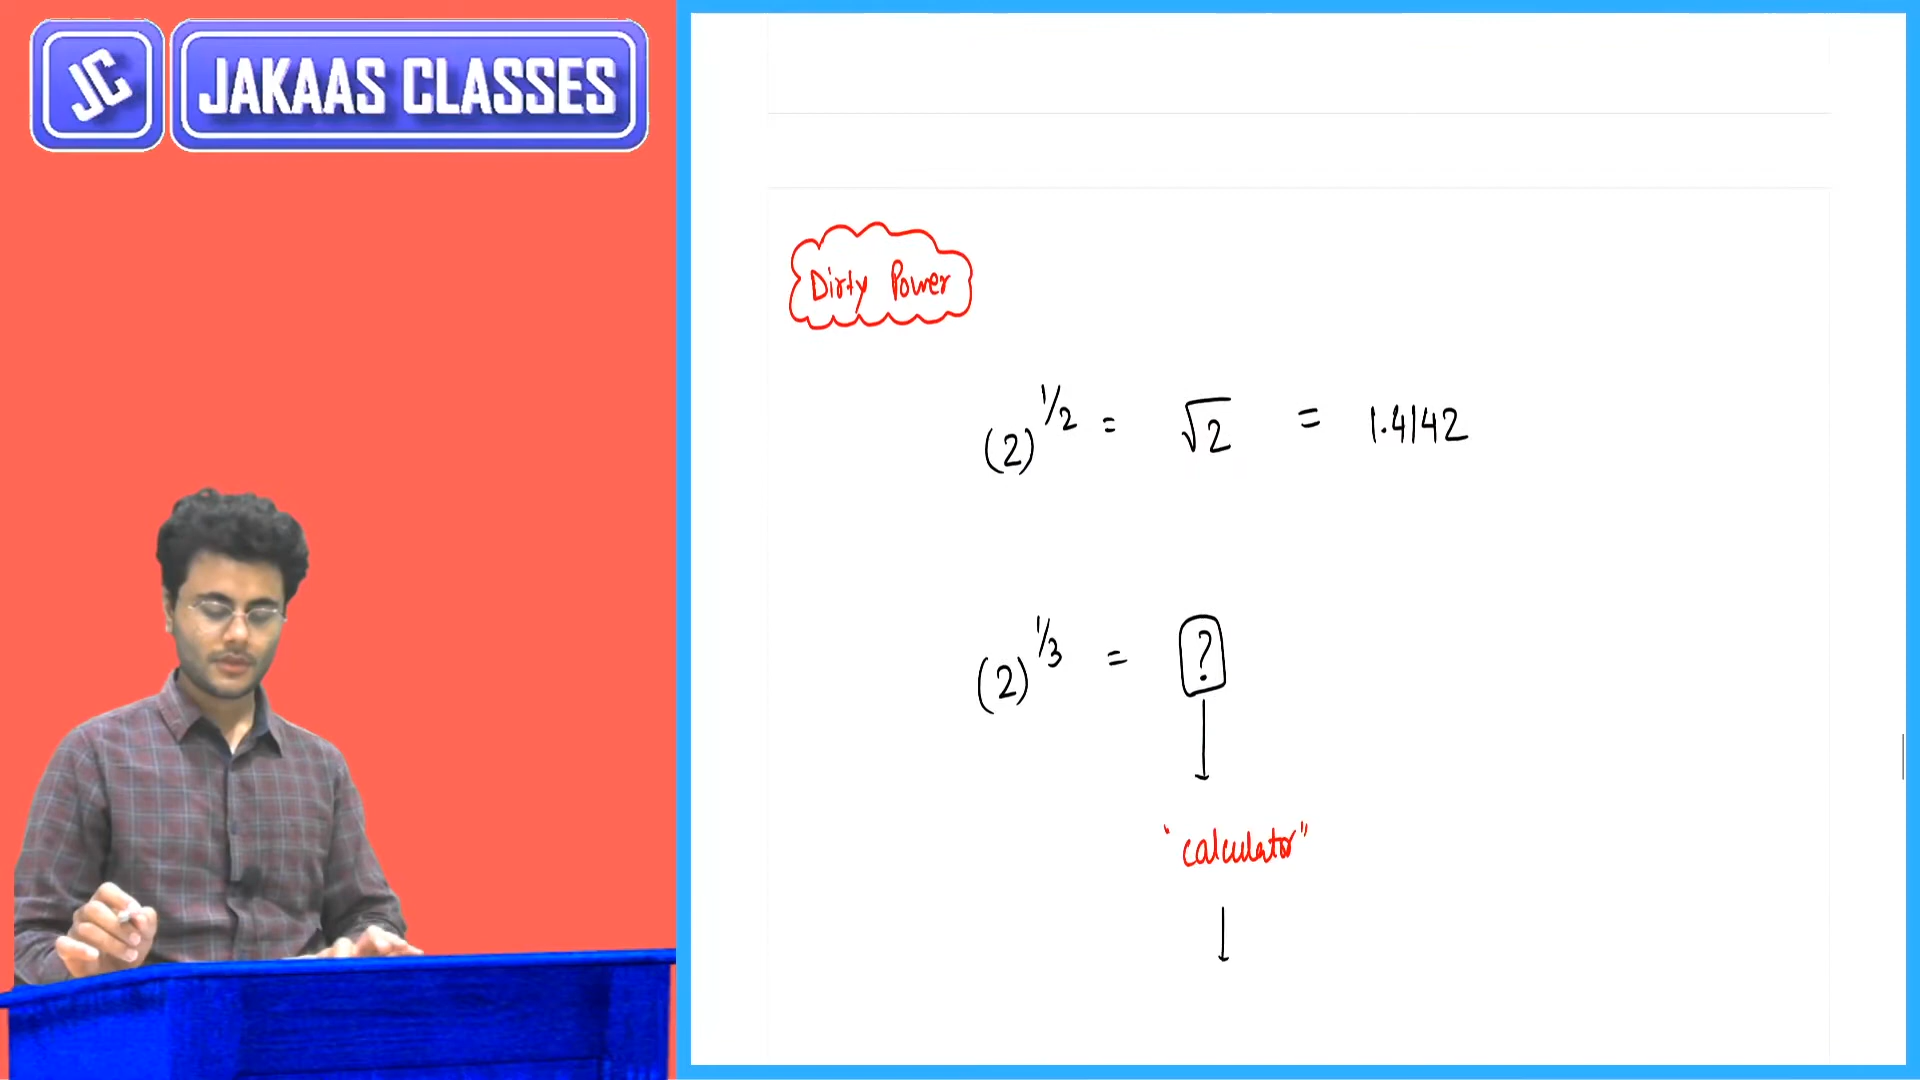 JC JAKAAS CLASSES
Dirty Power
(2)^{1/2} = √2 = 1.4142
(2)^{1/3} = ?
"calculator"